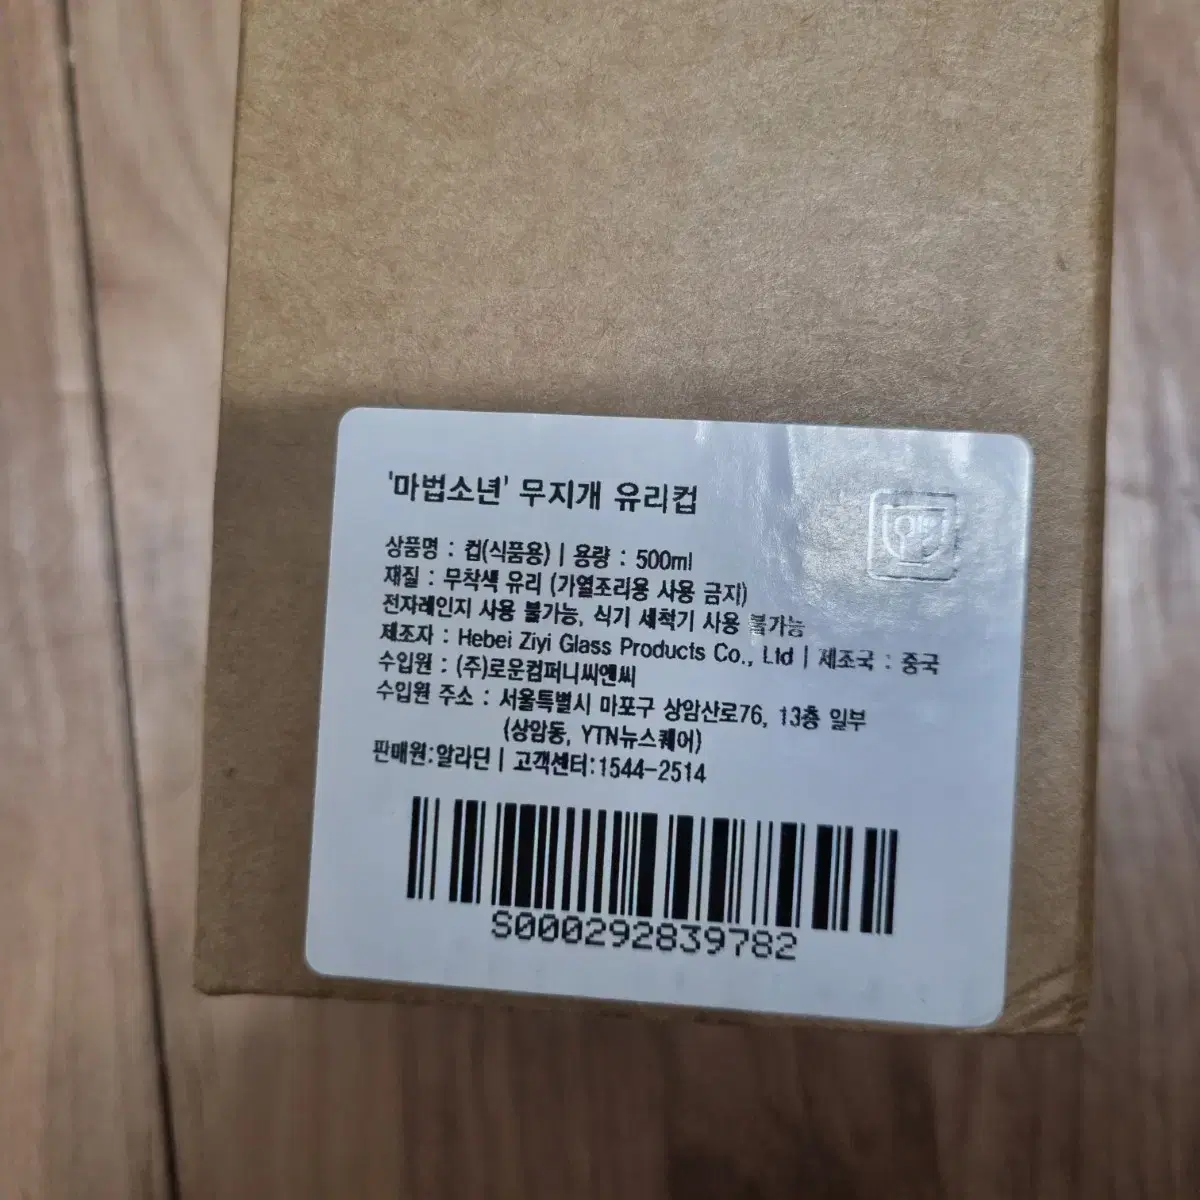 '마법소년' 무지개 유리컵
상품명 : 컵(식품용) | 용량 : 500ml
재질 : 무착색 유리 (가열조리용 사용 금지)
전자레인지 사용 불가능, 식기 세척기 사용 불가능
제조자 : Hebei Ziyi Glass Products Co., Ltd | 제조국 : 중국
수입원 : (주)로운컴퍼니씨앤씨
수입원 주소 : 서울특별시 마포구 상암산로76, 13층 일부
(상암동, YTN뉴스퀘어)
판매원:알라딘 | 고객센터:1544-2514
S000292839782